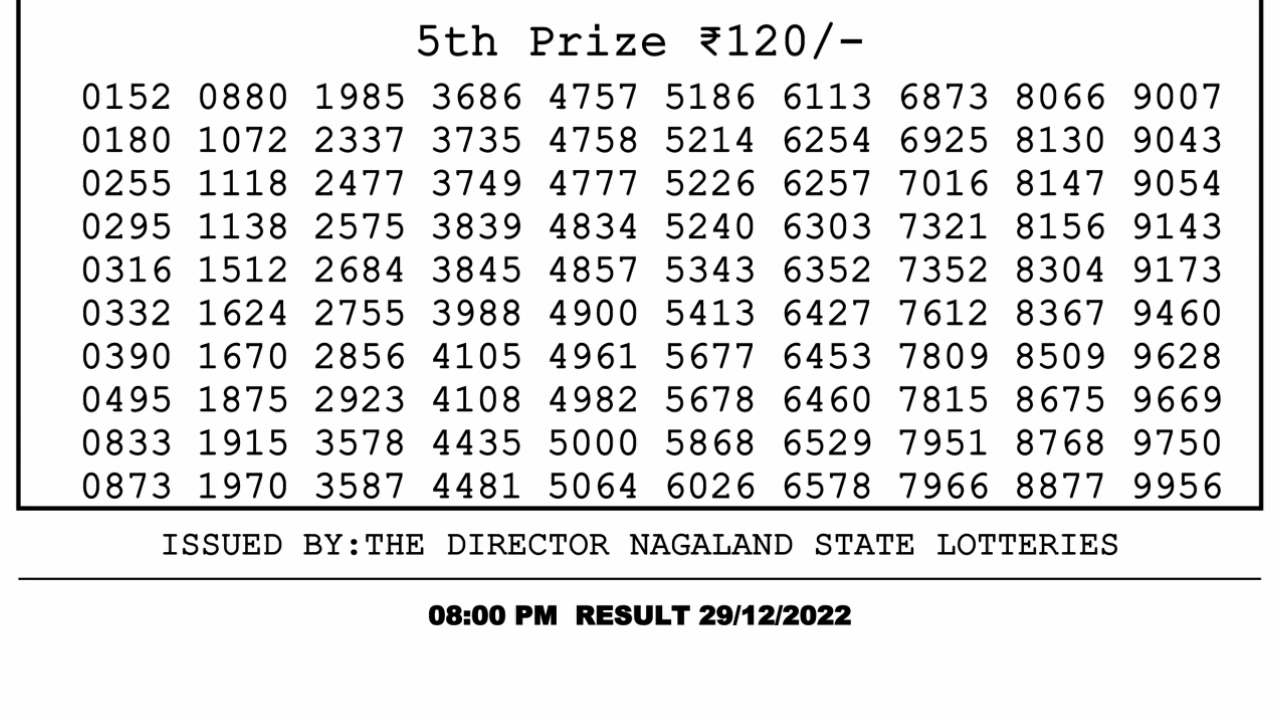 5th Prize ₹120/-
0152 0880 1985 3686 4757 5186 6113 6873 8066 9007
0180 1072 2337 3735 4758 5214 6254 6925 8130 9043
0255 1118 2477 3749 4777 5226 6257 7016 8147 9054
0295 1138 2575 3839 4834 5240 6303 7321 8156 9143
0316 1512 2684 3845 4857 5343 6352 7352 8304 9173
0332 1624 2755 3988 4900 5413 6427 7612 8367 9460
0390 1670 2856 4105 4961 5677 6453 7809 8509 9628
0495 1875 2923 4108 4982 5678 6460 7815 8675 9669
0833 1915 3578 4435 5000 5868 6529 7951 8768 9750
0873 1970 3587 4481 5064 6026 6578 7966 8877 9956
ISSUED BY:THE DIRECTOR NAGALAND STATE LOTTERIES
08:00 PM RESULT 29/12/2022